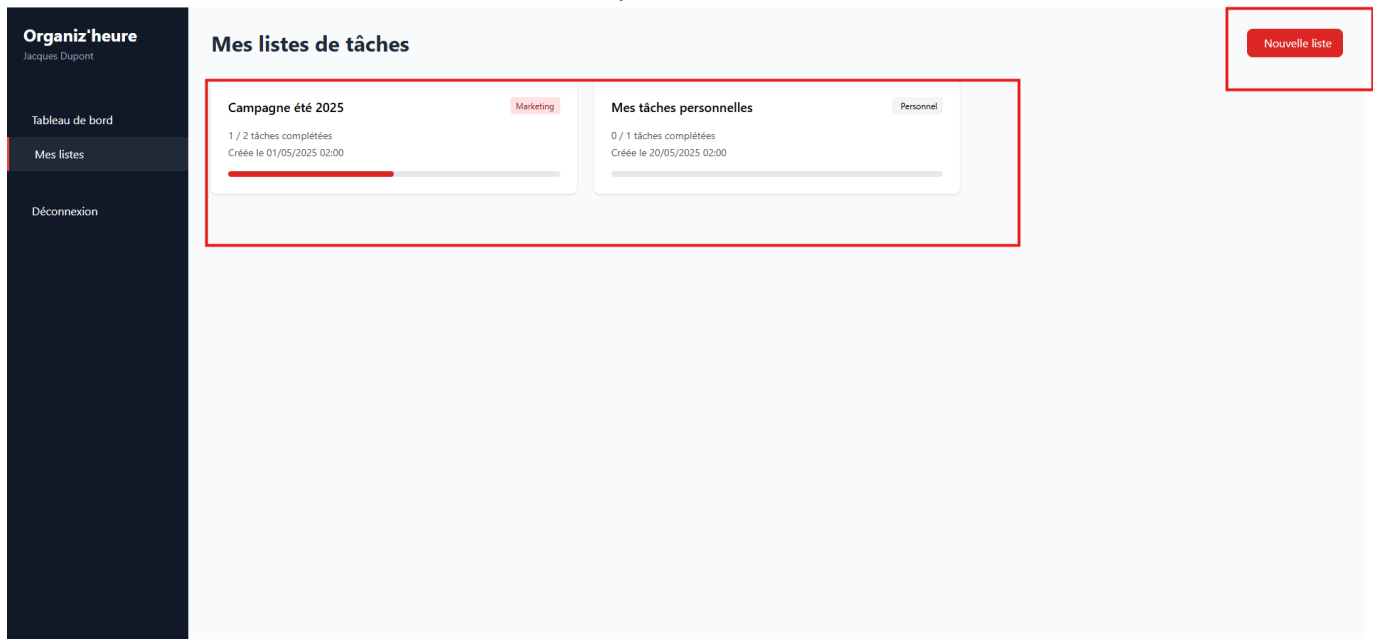 Organiz'heure
Jacques Dupont
Tableau de bord
Mes listes
Déconnexion
Mes listes de tâches
Nouvelle liste
Campagne été 2025
Marketing
1 / 2 tâches complétées
Créée le 01/05/2025 02:00
Mes tâches personnelles
Personnel
0 / 1 tâches complétées
Créée le 20/05/2025 02:00